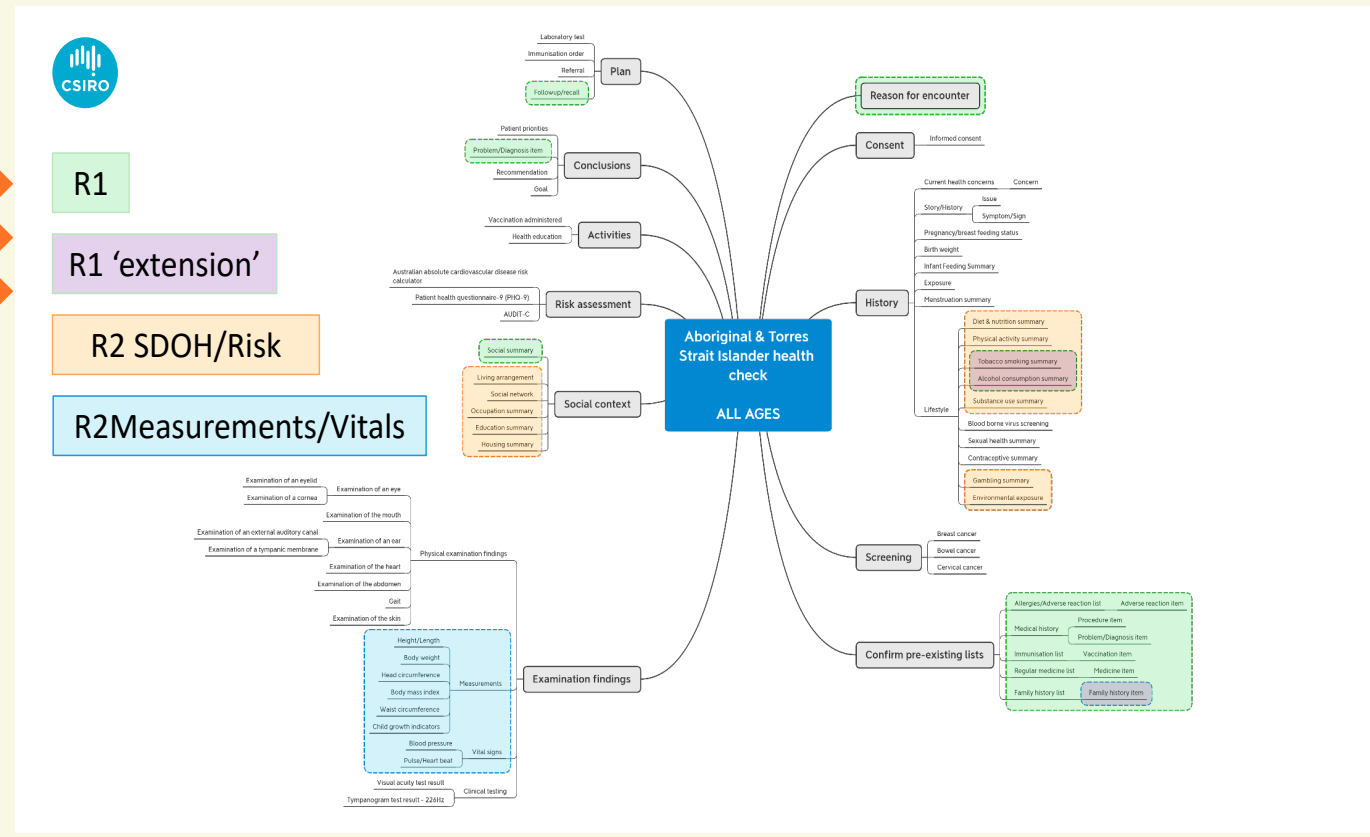 CSIRO
R1
R1 ‘extension’
R2 SDOH/Risk
R2Measurements/Vitals
Aboriginal & Torres
Strait Islander health
check
ALL AGES
Plan
Laboratory test
Immunisation order
Referral
Followup/recall
Conclusions
Patient priorities
Problem/Diagnosis item
Recommendation
Goal
Activities
Vaccination administered
Health education
Risk assessment
Australian absolute cardiovascular disease risk
calculator
Patient health questionnaire-9 (PHQ-9)
AUDIT-C
Social context
Social summary
Living arrangement
Social network
Occupation summary
Education summary
Housing summary
Examination findings
Physical examination findings
Examination of an eye
Examination of an eyelid
Examination of a cornea
Examination of the mouth
Examination of an ear
Examination of an external auditory canal
Examination of a tympanic membrane
Examination of the heart
Examination of the abdomen
Gait
Examination of the skin
Measurements
Height/Length
Body weight
Head circumference
Body mass index
Waist circumference
Child growth indicators
Vital signs
Blood pressure
Pulse/Heart beat
Clinical testing
Visual acuity test result
Tympanogram test result - 226Hz
Reason for encounter
Consent
Informed consent
History
Current health concerns
Concern
Story/History
Issue
Symptom/Sign
Pregnancy/breast feeding status
Birth weight
Infant Feeding Summary
Exposure
Menstruation summary
Lifestyle
Diet & nutrition summary
Physical activity summary
Tobacco smoking summary
Alcohol consumption summary
Substance use summary
Blood borne virus screening
Sexual health summary
Contraceptive summary
Gambling summary
Environmental exposure
Screening
Breast cancer
Bowel cancer
Cervical cancer
Confirm pre-existing lists
Allergies/Adverse reaction list
Adverse reaction item
Medical history
Procedure item
Problem/Diagnosis item
Immunisation list
Vaccination item
Regular medicine list
Medicine item
Family history list
Family history item